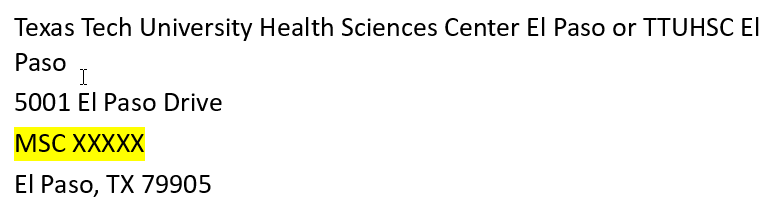 Texas Tech University Health Sciences Center El Paso or TTUHSC El
Paso
5001 El Paso Drive
MSC XXXXX
El Paso, TX 79905